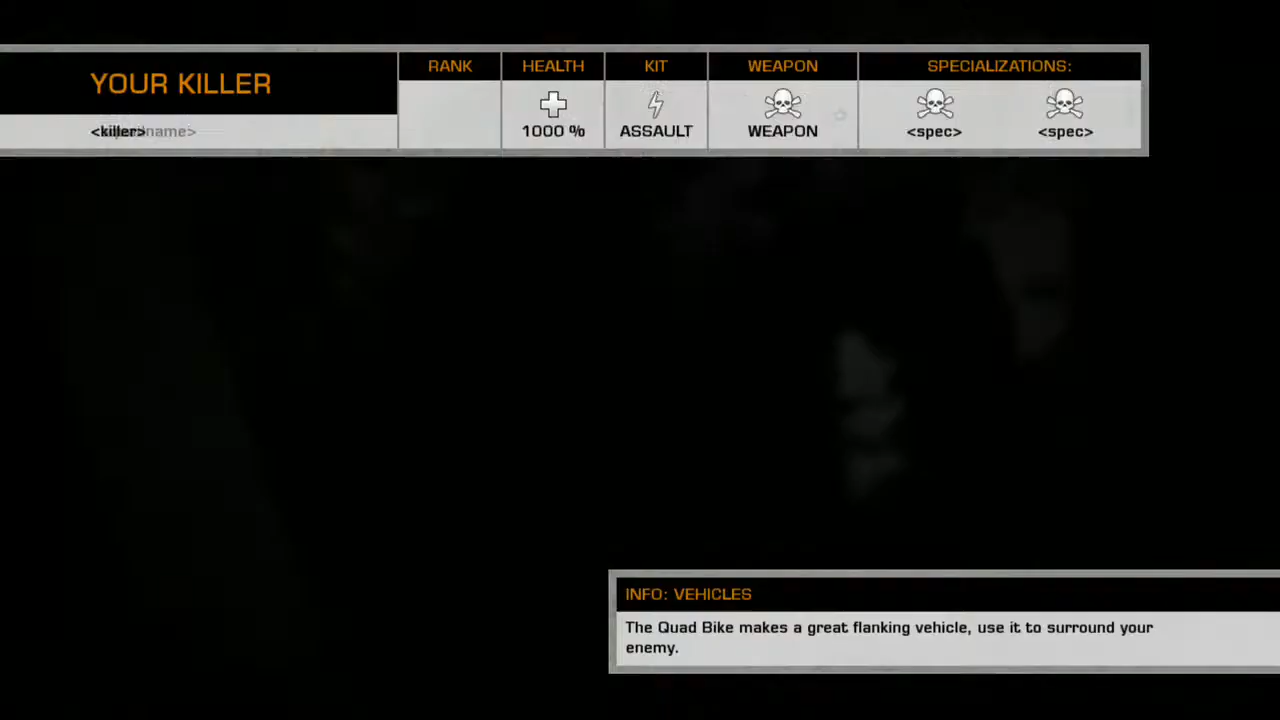 YOUR KILLER
RANK
HEALTH
KIT
WEAPON
SPECIALIZATIONS:
<killer>
1000 %
ASSAULT
WEAPON
<spec>
<spec>
INFO: VEHICLES
The Quad Bike makes a great flanking vehicle, use it to surround your
enemy.